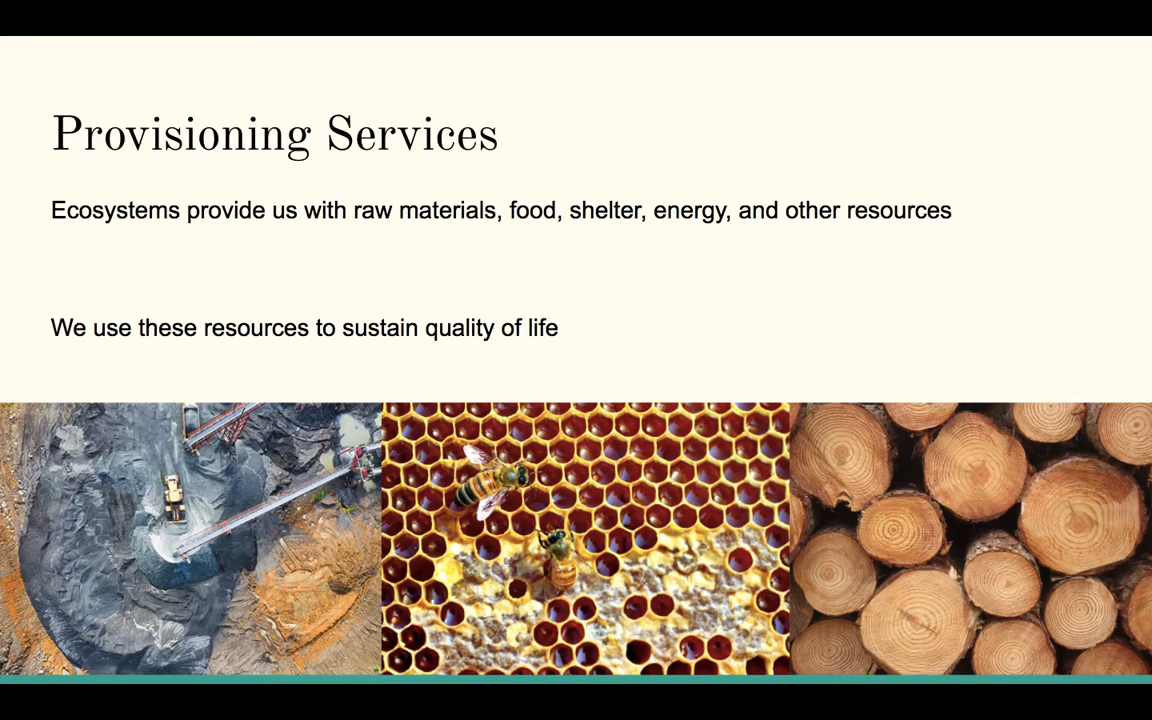 Provisioning Services
Ecosystems provide us with raw materials, food, shelter, energy, and other resources
We use these resources to sustain quality of life